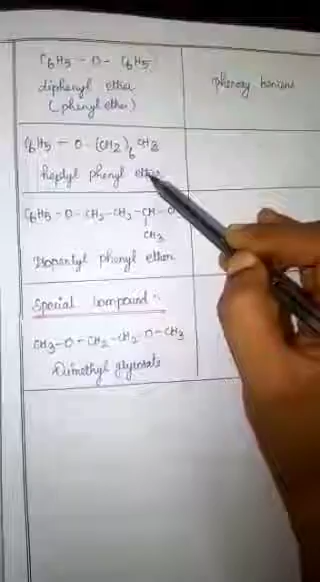 C6H5 - O - C6H5
diphenyl ether
(phenyl ether)
phenoxy benzene
C6H5 - O - (CH2)6 CH3
heptyl phenyl ether
C6H5 - O - CH2 - CH2 - CH - 
CH3
Isopentyl phenyl ether
Special compound :-
CH3 - O - CH2 - CH2 - O - CH3
Dimethyl